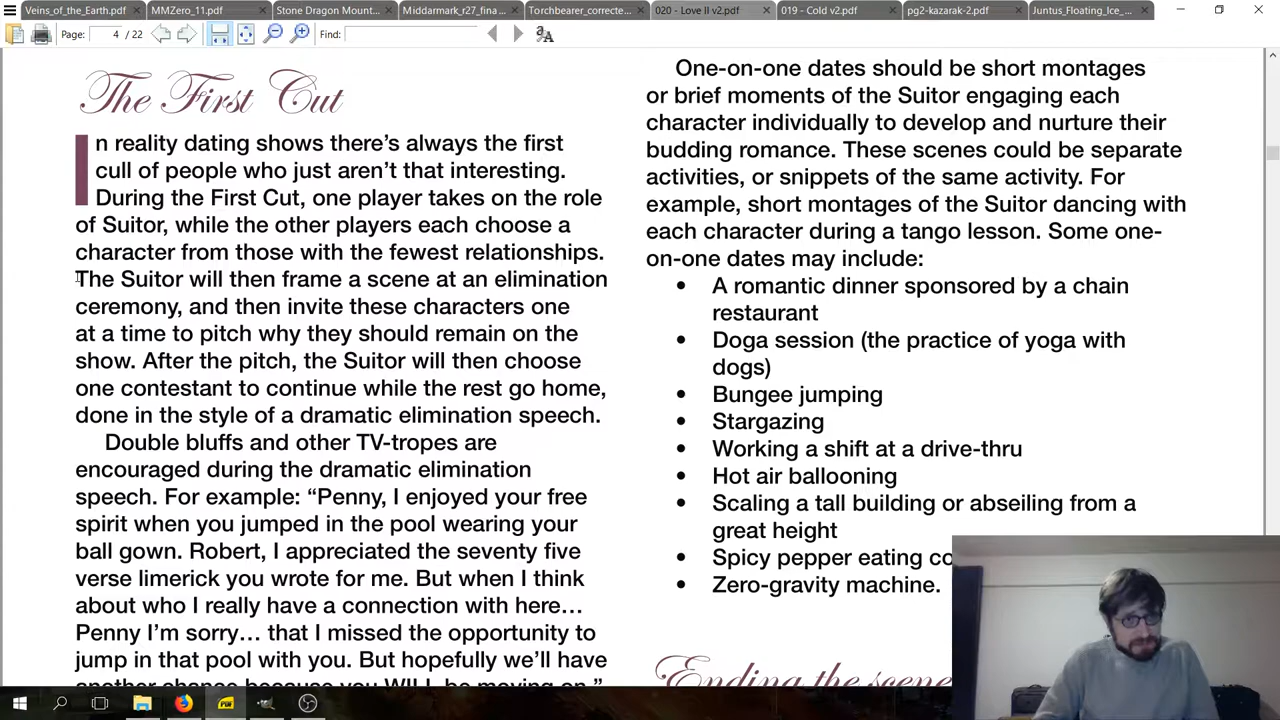 Veins_of_the_Earth.pdf
MMZero_11.pdf
Stone Dragon Mount...
Middarmark_r27_fina...
Torchbearer_correcte...
020 - Love II v2.pdf
019 - Cold v2.pdf
pg2-kazarak-2.pdf
Juntus_Floating_Ice_...
Page: 4 / 22
Find:
The First Cut
In reality dating shows there's always the first
cull of people who just aren't that interesting.
During the First Cut, one player takes on the role
of Suitor, while the other players each choose a
character from those with the fewest relationships.
The Suitor will then frame a scene at an elimination
ceremony, and then invite these characters one
at a time to pitch why they should remain on the
show. After the pitch, the Suitor will then choose
one contestant to continue while the rest go home,
done in the style of a dramatic elimination speech.
Double bluffs and other TV-tropes are
encouraged during the dramatic elimination
speech. For example: “Penny, I enjoyed your free
spirit when you jumped in the pool wearing your
ball gown. Robert, I appreciated the seventy five
verse limerick you wrote for me. But when I think
about who I really have a connection with here…
Penny I'm sorry… that I missed the opportunity to
jump in that pool with you. But hopefully we'll have
another chance because you WILL be moving on.”
One-on-one dates should be short montages
or brief moments of the Suitor engaging each
character individually to develop and nurture their
budding romance. These scenes could be separate
activities, or snippets of the same activity. For
example, short montages of the Suitor dancing with
each character during a tango lesson. Some one-
on-one dates may include:
• A romantic dinner sponsored by a chain
restaurant
• Doga session (the practice of yoga with
dogs)
• Bungee jumping
• Stargazing
• Working a shift at a drive-thru
• Hot air ballooning
• Scaling a tall building or abseiling from a
great height
• Spicy pepper eating co
• Zero-gravity machine.
Ending the scene